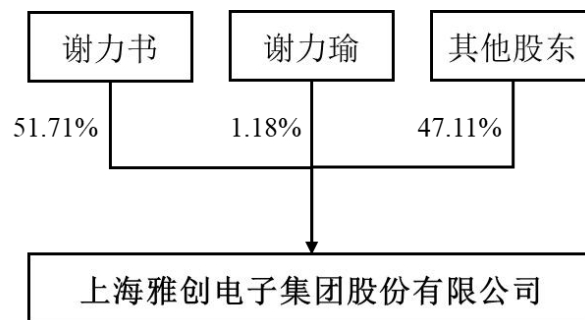 谢力书
谢力瑜
其他股东
51.71%
1.18%
47.11%
上海雅创电子集团股份有限公司